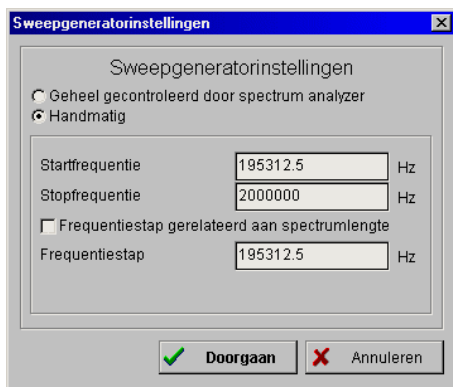 Sweepgeneratorinstellingen
Sweepgeneratorinstellingen
Geheel gecontroleerd door spectrum analyzer
Handmatig
Startfrequentie 195312.5 Hz
Stopfrequentie 2000000 Hz
Frequentiestap gerelateerd aan spectrumlengte
Frequentiestap 195312.5 Hz
Doorgaan Annuleren